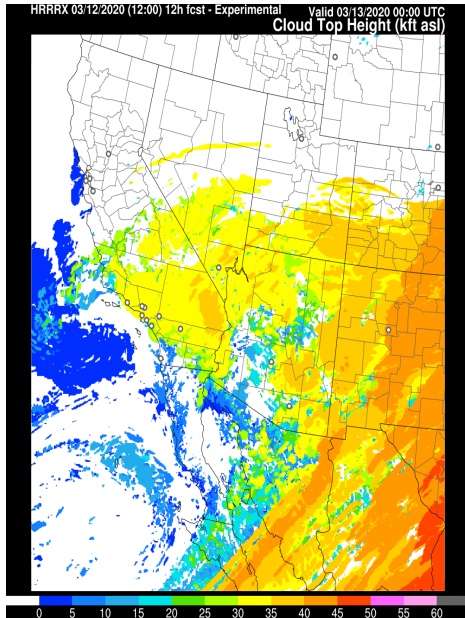 HRRRX 03/12/2020 (12:00) 12h fcst - Experimental Valid 03/13/2020 00:00 UTC
Cloud Top Height (kft asl)
0 5 10 15 20 25 30 35 40 45 50 55 60